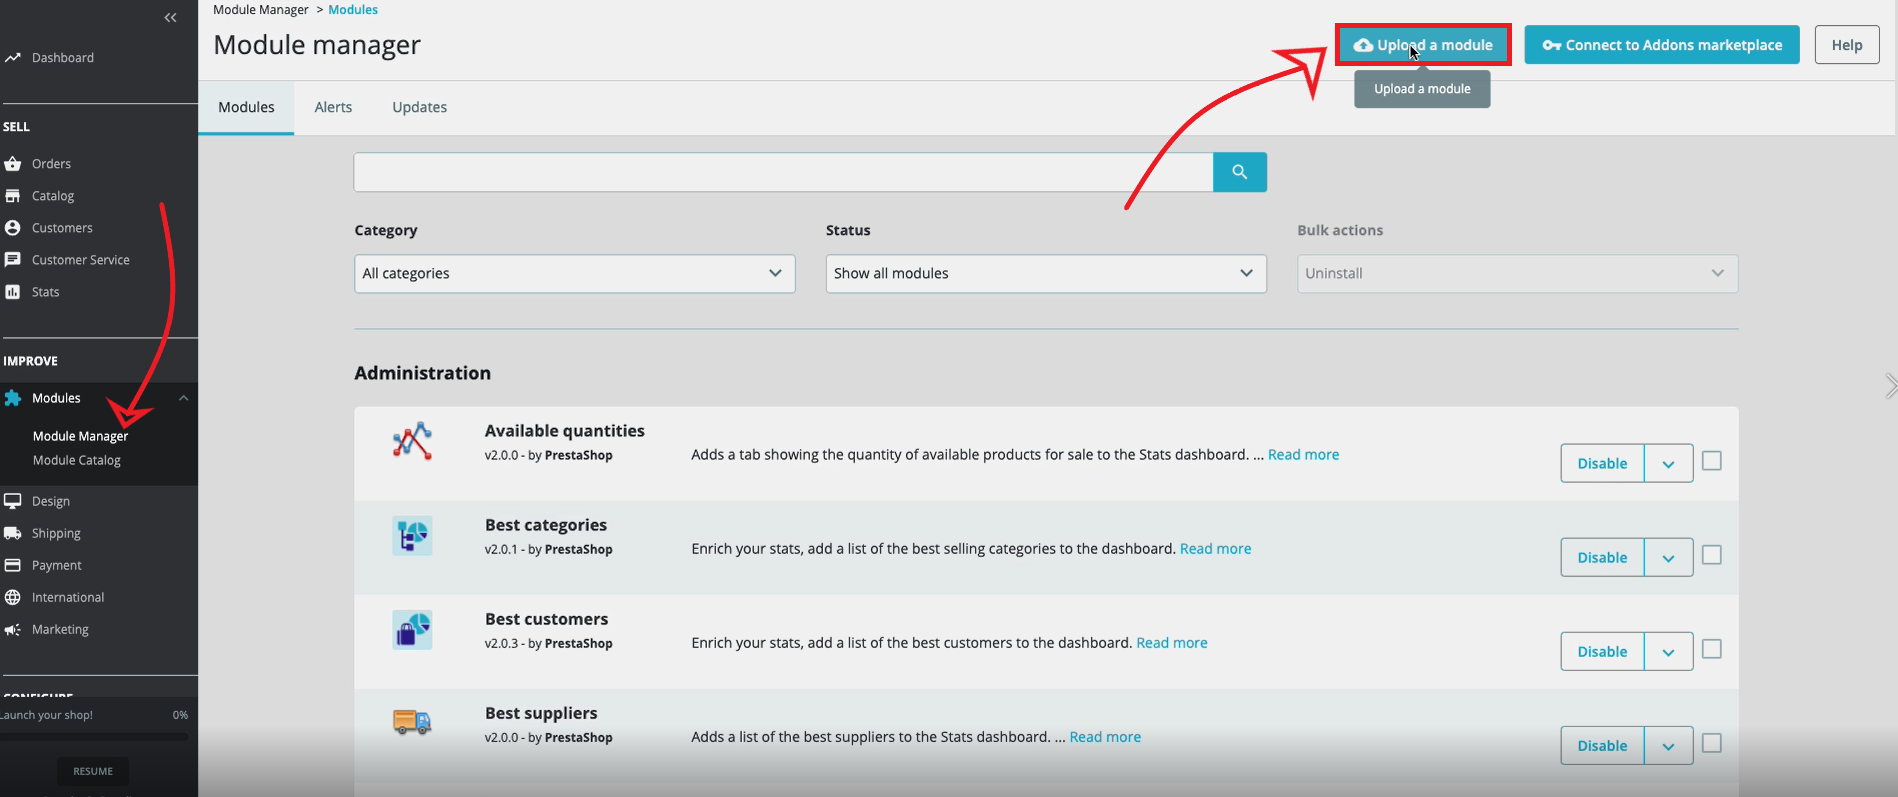 Module Manager > Modules
Module manager
Upload a module
Connect to Addons marketplace
Help
Upload a module
Dashboard
SELL
Orders
Catalog
Customers
Customer Service
Stats
IMPROVE
Modules
Module Manager
Module Catalog
Design
Shipping
Payment
International
Marketing
CONFIGURE
Launch your shop! 0%
RESUME
Modules Alerts Updates
Category Status Bulk actions
All categories Show all modules Uninstall
Administration
Available quantities
v2.0.0 - by PrestaShop
Adds a tab showing the quantity of available products for sale to the Stats dashboard. ... Read more
Disable
Best categories
v2.0.1 - by PrestaShop
Enrich your stats, add a list of the best selling categories to the dashboard. Read more
Disable
Best customers
v2.0.3 - by PrestaShop
Enrich your stats, add a list of the best customers to the dashboard. Read more
Disable
Best suppliers
v2.0.0 - by PrestaShop
Adds a list of the best suppliers to the Stats dashboard. ... Read more
Disable